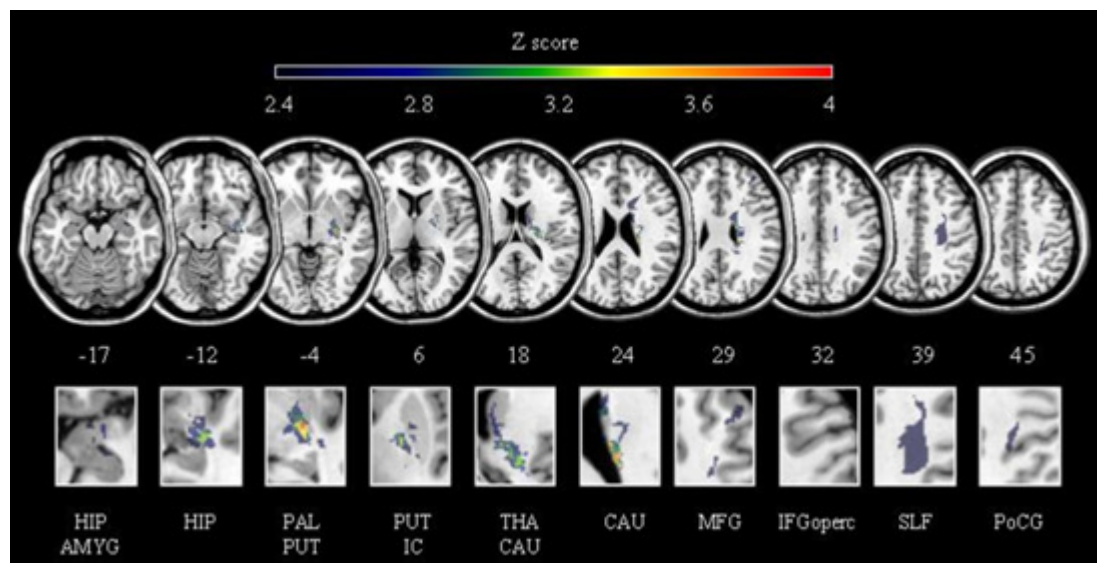 Z score
2.4 2.8 3.2 3.6 4
-17 -12 -4 6 18 24 29 32 39 45
HIP HIP PAL PUT THA CAU MFG IFGoperc SLF PoCG
AMYG PUT IC CAU